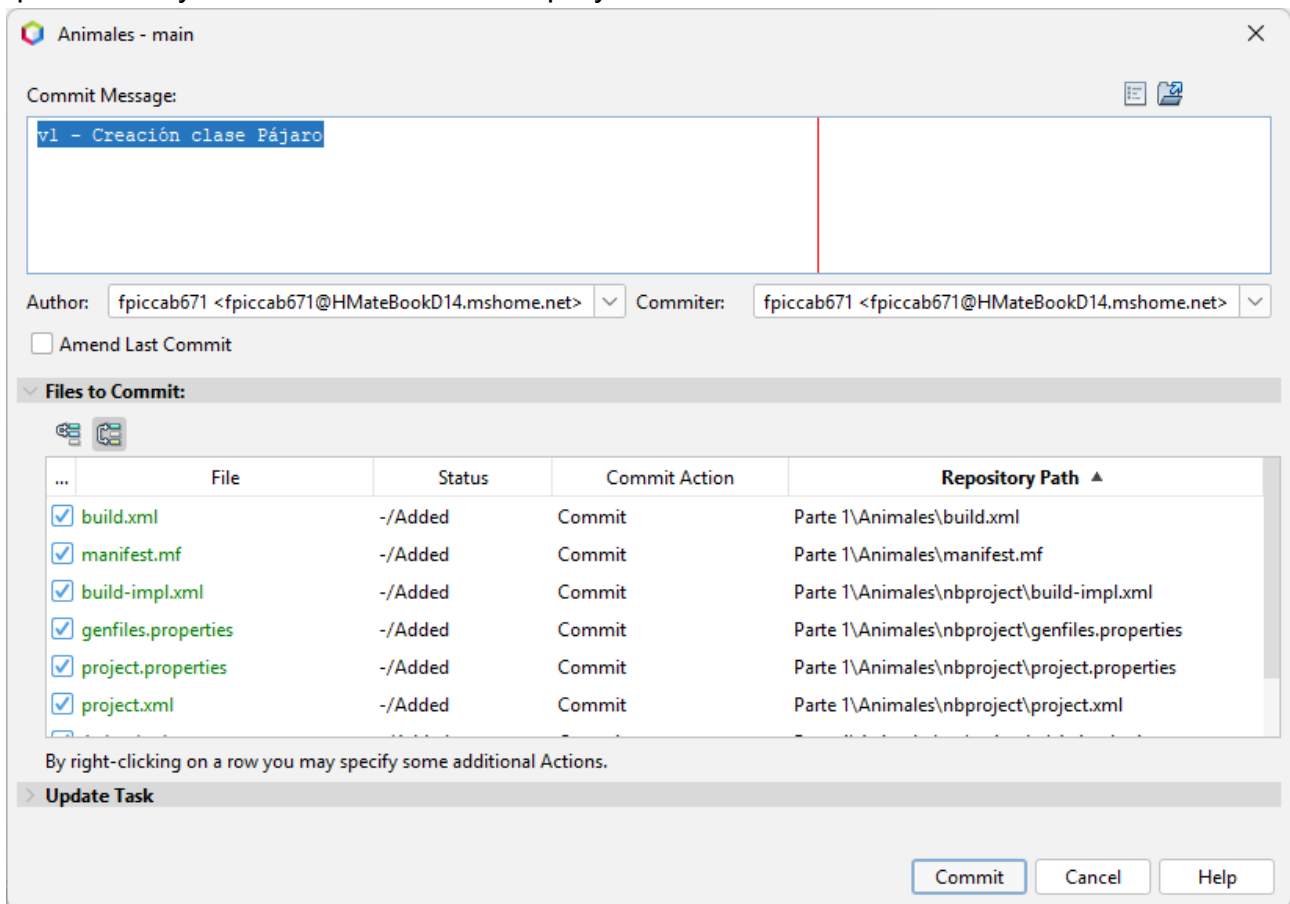 Animales - main
Commit Message:
v1 - Creación clase Pájaro
Author: fpiccab671 <fpiccab671@HMateBookD14.mshome.net> Commiter: fpiccab671 <fpiccab671@HMateBookD14.mshome.net>
Amend Last Commit
Files to Commit:
... File Status Commit Action Repository Path
build.xml -/Added Commit Parte 1\Animales\build.xml
manifest.mf -/Added Commit Parte 1\Animales\manifest.mf
build-impl.xml -/Added Commit Parte 1\Animales\nbproject\build-impl.xml
genfiles.properties -/Added Commit Parte 1\Animales\nbproject\genfiles.properties
project.properties -/Added Commit Parte 1\Animales\nbproject\project.properties
project.xml -/Added Commit Parte 1\Animales\nbproject\project.xml
By right-clicking on a row you may specify some additional Actions.
Update Task
Commit Cancel Help